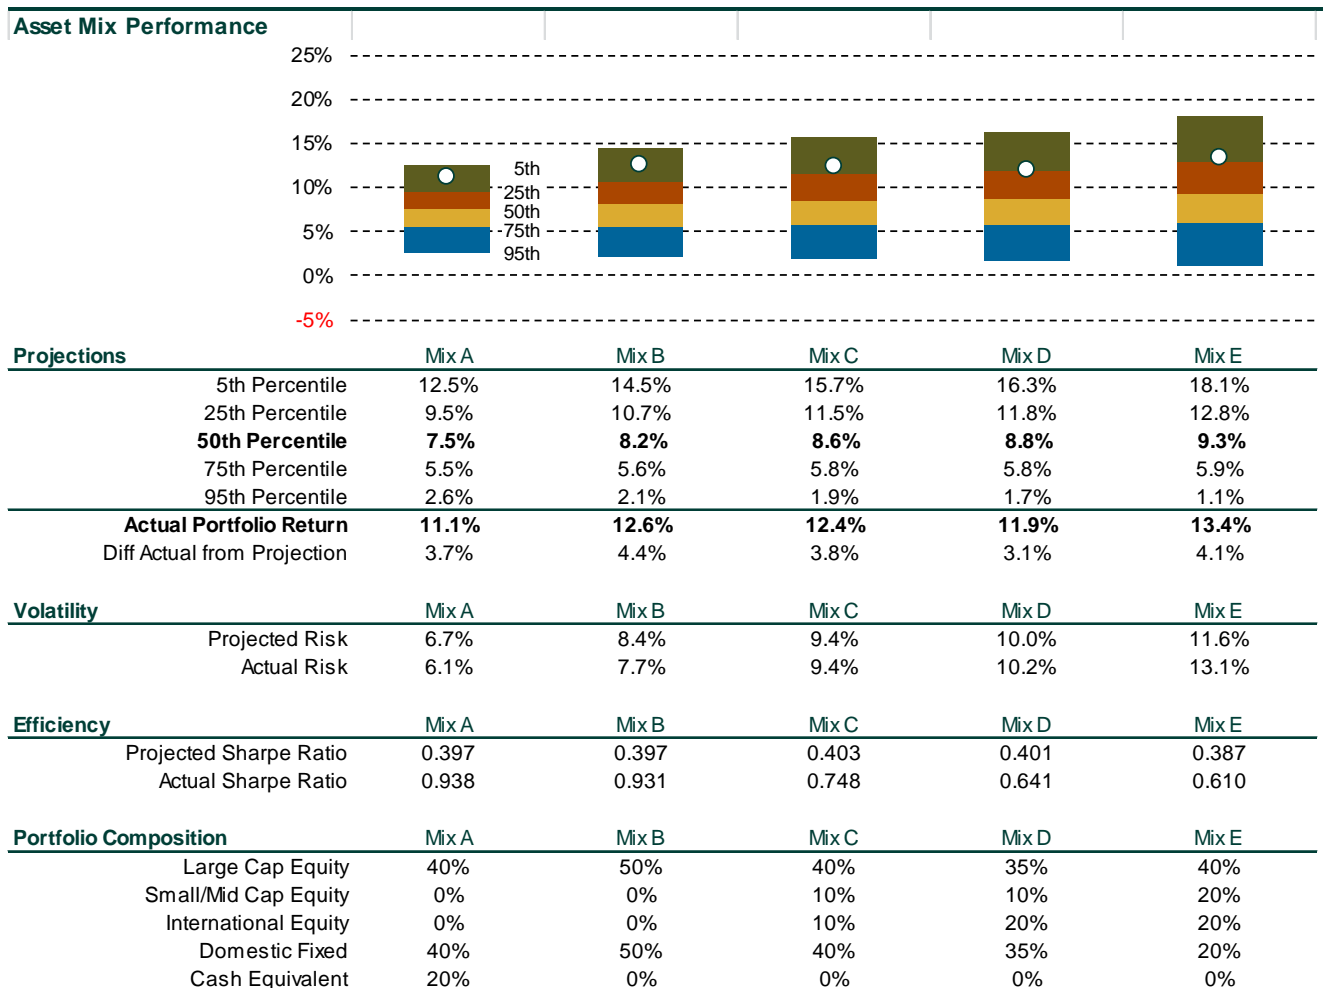 Asset Mix Performance
25%
20%
15%
10%
5%
0%
-5%
5th
25th
50th
75th
95th
Projections Mix A Mix B Mix C Mix D Mix E
5th Percentile 12.5% 14.5% 15.7% 16.3% 18.1%
25th Percentile 9.5% 10.7% 11.5% 11.8% 12.8%
50th Percentile 7.5% 8.2% 8.6% 8.8% 9.3%
75th Percentile 5.5% 5.6% 5.8% 5.8% 5.9%
95th Percentile 2.6% 2.1% 1.9% 1.7% 1.1%
Actual Portfolio Return 11.1% 12.6% 12.4% 11.9% 13.4%
Diff Actual from Projection 3.7% 4.4% 3.8% 3.1% 4.1%
Volatility Mix A Mix B Mix C Mix D Mix E
Projected Risk 6.7% 8.4% 9.4% 10.0% 11.6%
Actual Risk 6.1% 7.7% 9.4% 10.2% 13.1%
Efficiency Mix A Mix B Mix C Mix D Mix E
Projected Sharpe Ratio 0.397 0.397 0.403 0.401 0.387
Actual Sharpe Ratio 0.938 0.931 0.748 0.641 0.610
Portfolio Composition Mix A Mix B Mix C Mix D Mix E
Large Cap Equity 40% 50% 40% 35% 40%
Small/Mid Cap Equity 0% 0% 10% 10% 20%
International Equity 0% 0% 10% 20% 20%
Domestic Fixed 40% 50% 40% 35% 20%
Cash Equivalent 20% 0% 0% 0% 0%